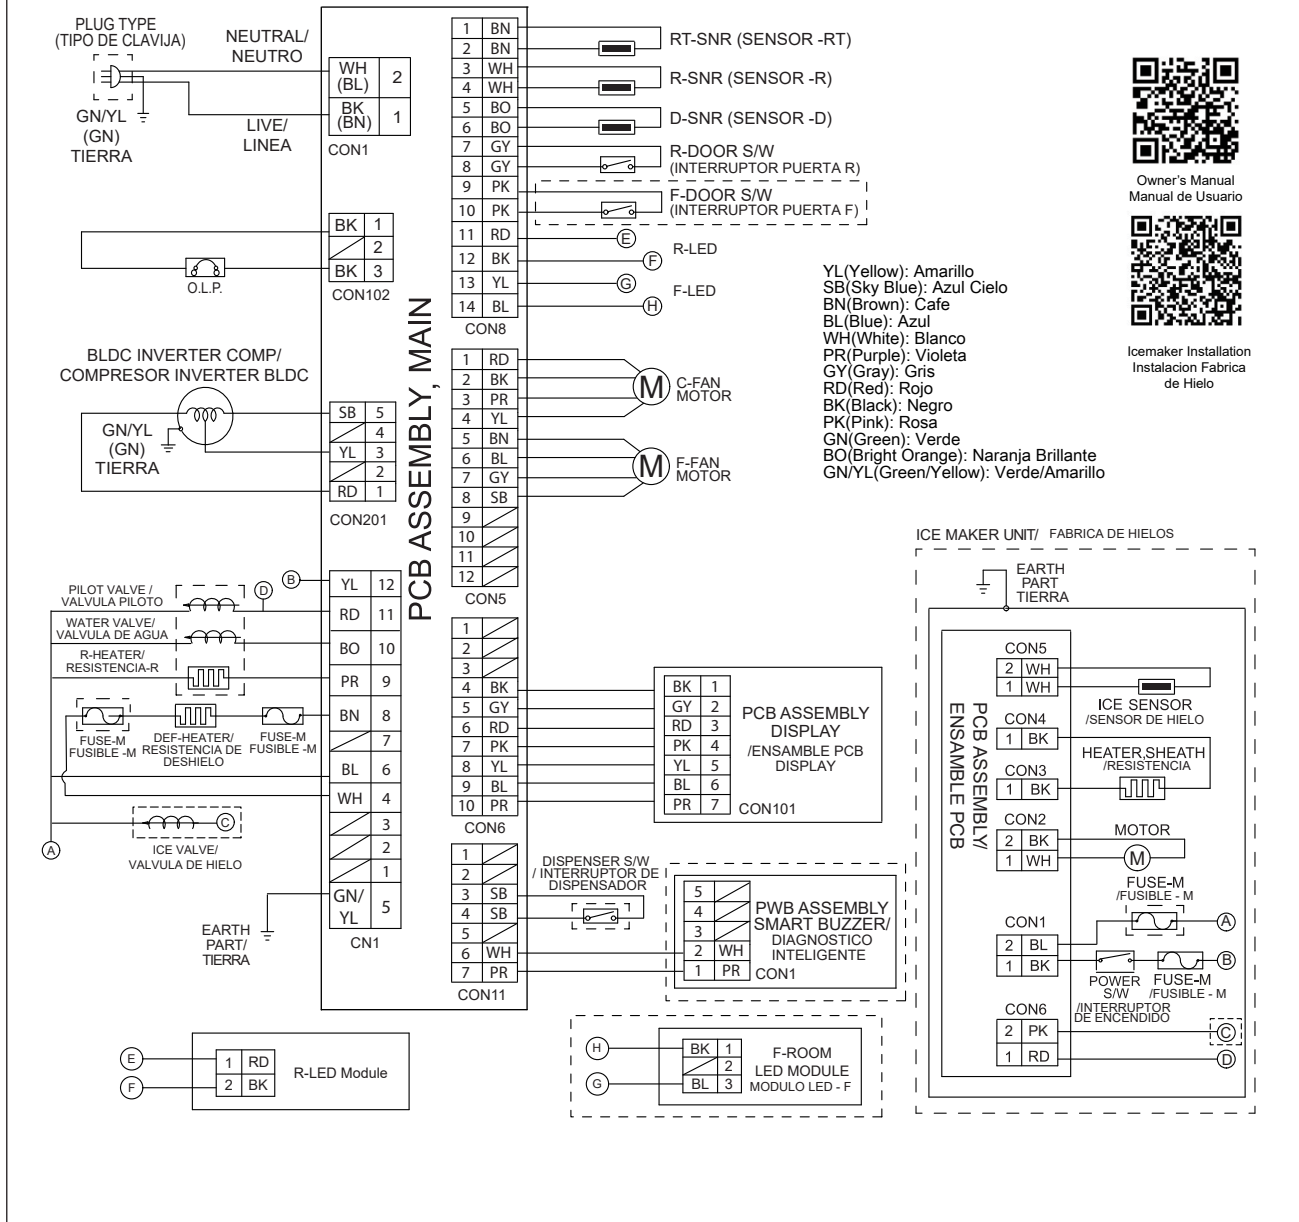 PLUG TYPE
(TIPO DE CLAVIJA)
NEUTRAL/
NEUTRO
GN/YL
(GN)
TIERRA
LIVE/
LINEA
WH
(BL) 2
BK
(BN) 1
CON1
BK 1
2
BK 3
CON102
O.L.P.
BLDC INVERTER COMP/
COMPRESOR INVERTER BLDC
GN/YL
(GN)
TIERRA
SB 5
4
YL 3
2
RD 1
CON201
PILOT VALVE /
VALVULA PILOTO
WATER VALVE/
VALVULA DE AGUA
R-HEATER/
RESISTENCIA-R
FUSE-M
FUSIBLE -M
DEF-HEATER/
RESISTENCIA DE
DESHIELO
FUSE-M
FUSIBLE -M
D
B
A
C
ICE VALVE/
VALVULA DE HIELO
EARTH
PART/
TIERRA
YL 12
RD 11
BO 10
PR 9
BN 8
7
BL 6
WH 4
3
2
1
GN/
YL 5
CN1
PCB ASSEMBLY, MAIN
1 BN
2 BN
3 WH
4 WH
5 BO
6 BO
7 GY
8 GY
9 PK
10 PK
11 RD
12 BK
13 YL
14 BL
CON8
RT-SNR (SENSOR -RT)
R-SNR (SENSOR -R)
D-SNR (SENSOR -D)
R-DOOR S/W
(INTERRUPTOR PUERTA R)
F-DOOR S/W
(INTERRUPTOR PUERTA F)
E
F
R-LED
G
H
F-LED
1 RD
2 BK
3 PR
4 YL
5 BN
6 BL
7 GY
8 SB
9
10
11
12
CON5
M
C-FAN
MOTOR
M
F-FAN
MOTOR
1
2
3
4 BK
5 GY
6 RD
7 PK
8 YL
9 BL
10 PR
CON6
BK 1
GY 2
RD 3
PK 4
YL 5
BL 6
PR 7
CON101
PCB ASSEMBLY
DISPLAY
/ENSAMBLE PCB
DISPLAY
1
2
3 SB
4 SB
5
6 WH
7 PR
CON11
DISPENSER S/W
/ INTERRUPTOR DE
DISPENSADOR
5
4
3
2 WH
1 PR
CON1
PWB ASSEMBLY
SMART BUZZER/
DIAGNOSTICO
INTELIGENTE
Owner's Manual
Manual de Usuario
Icemaker Installation
Instalacion Fabrica
de Hielo
YL(Yellow): Amarillo
SB(Sky Blue): Azul Cielo
BN(Brown): Cafe
BL(Blue): Azul
WH(White): Blanco
PR(Purple): Violeta
GY(Gray): Gris
RD(Red): Rojo
BK(Black): Negro
PK(Pink): Rosa
GN(Green): Verde
BO(Bright Orange): Naranja Brillante
GN/YL(Green/Yellow): Verde/Amarillo
ICE MAKER UNIT/ FABRICA DE HIELOS
EARTH
PART
TIERRA
PCB ASSEMBLY/
ENSAMBLE PCB
CON5
2 WH
1 WH
ICE SENSOR
/SENSOR DE HIELO
CON4
1 BK
HEATER,SHEATH
/RESISTENCIA
CON3
1 BK
CON2
2 BK
1 WH
MOTOR
M
FUSE-M
/FUSIBLE - M
A
CON1
2 BL
1 BK
B
POWER
S/W
/INTERRUPTOR
DE ENCENDIDO
FUSE-M
/FUSIBLE - M
CON6
2 PK
1 RD
C
D
E
F
1 RD
2 BK
R-LED Module
H
G
BK 1
2
BL 3
F-ROOM
LED MODULE
MODULO LED - F